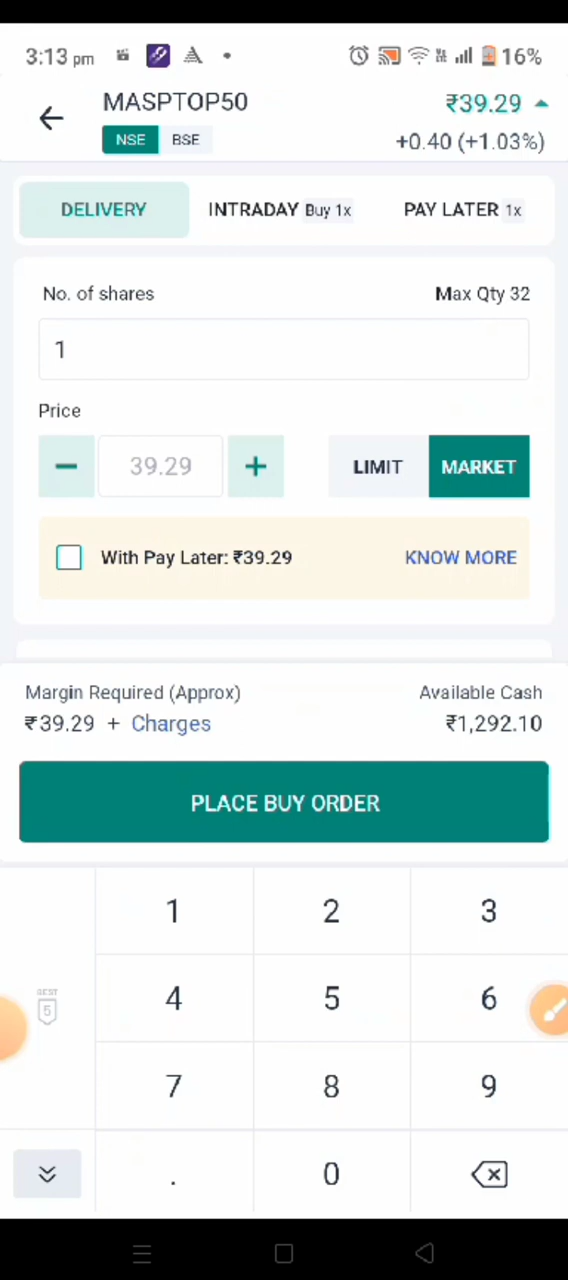 3:13 pm 16%
MASPTOP50 ₹39.29
NSE BSE +0.40 (+1.03%)
DELIVERY INTRADAY Buy 1x PAY LATER 1x
No. of shares Max Qty 32
1
Price
39.29 LIMIT MARKET
With Pay Later: ₹39.29 KNOW MORE
Margin Required (Approx) Available Cash
₹39.29 + Charges ₹1,292.10
PLACE BUY ORDER
1 2 3
BEST
5
4 5 6
7 8 9
. 0